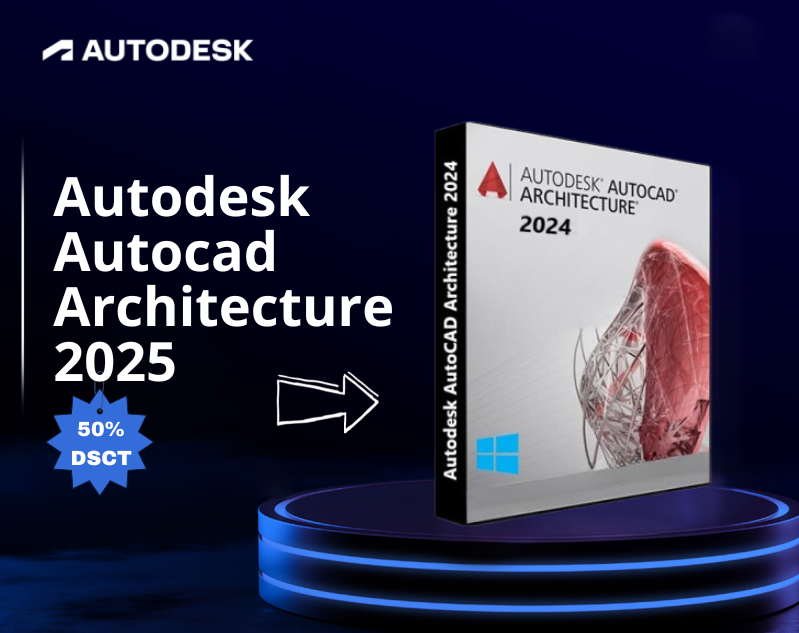 AUTODESK
Autodesk
Autocad
Architecture
2025
50%
DSCT
Autodesk AutoCAD Architecture 2024
AUTODESK® AUTOCAD®
ARCHITECTURE®
2024